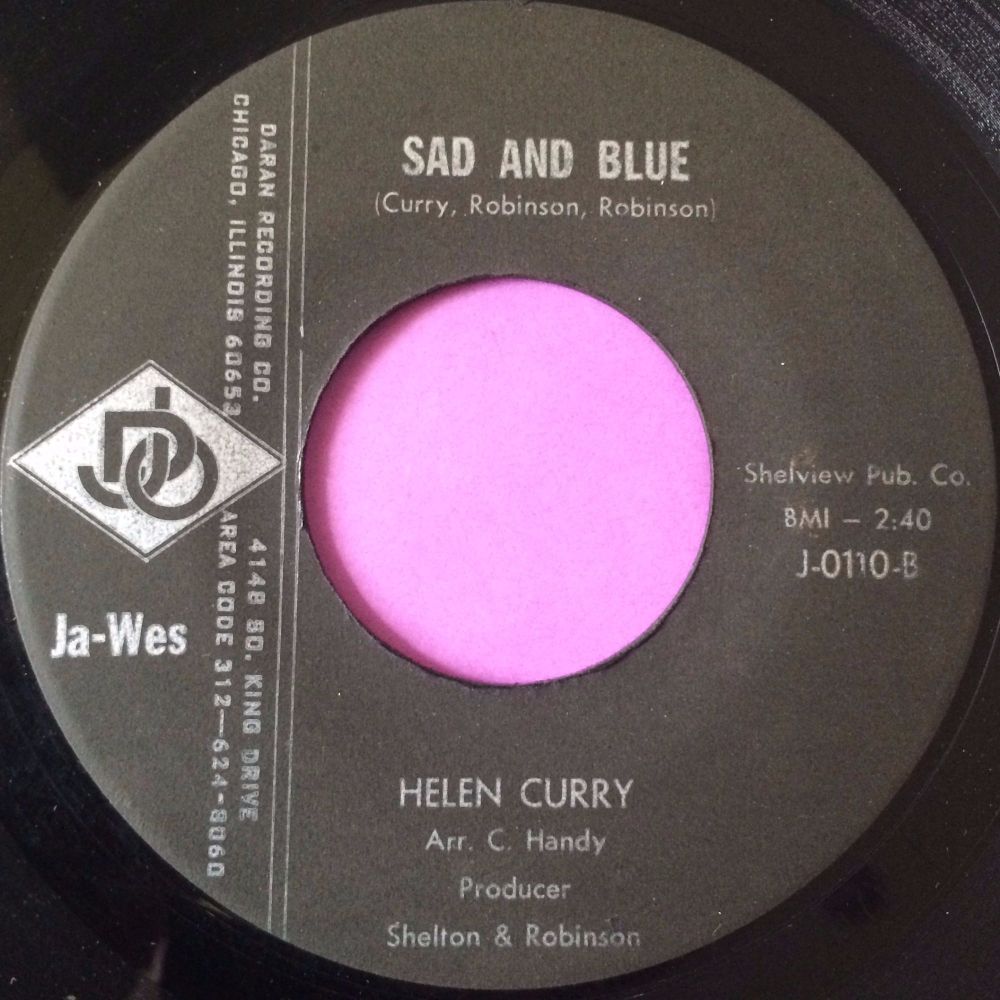 SAD AND BLUE
(Curry, Robinson, Robinson)
DARAN RECORDING CO. 4148 SO. KING DRIVE
CHICAGO, ILLINOIS 60653 AREA CODE 312-624-8060
JDO
Ja-Wes
Shelview Pub. Co.
BMI – 2:40
J-0110-B
HELEN CURRY
Arr. C. Handy
Producer
Shelton & Robinson